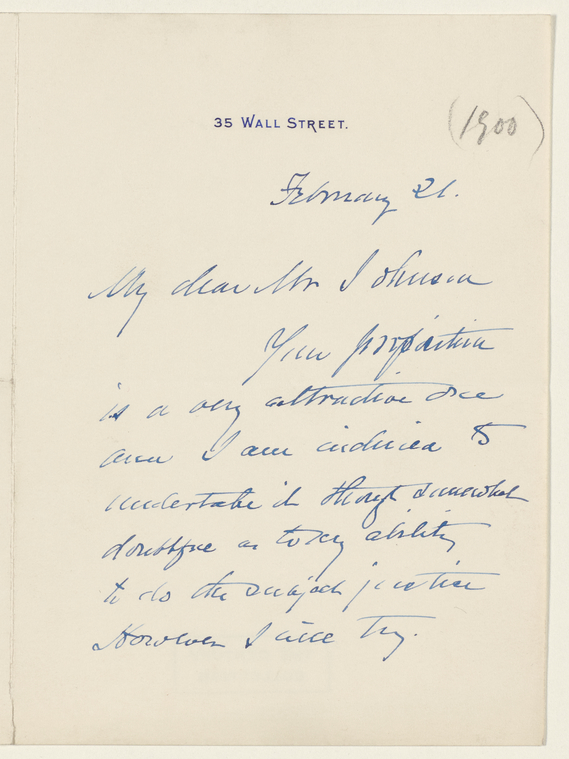 35 WALL STREET.
(1900)
February 21.
My dear Mr Johnson
Your proposition
is a very attractive one
and I am inclined to
undertake it though somewhat
doubtful as to my ability
to do the subject justice
However I will try.